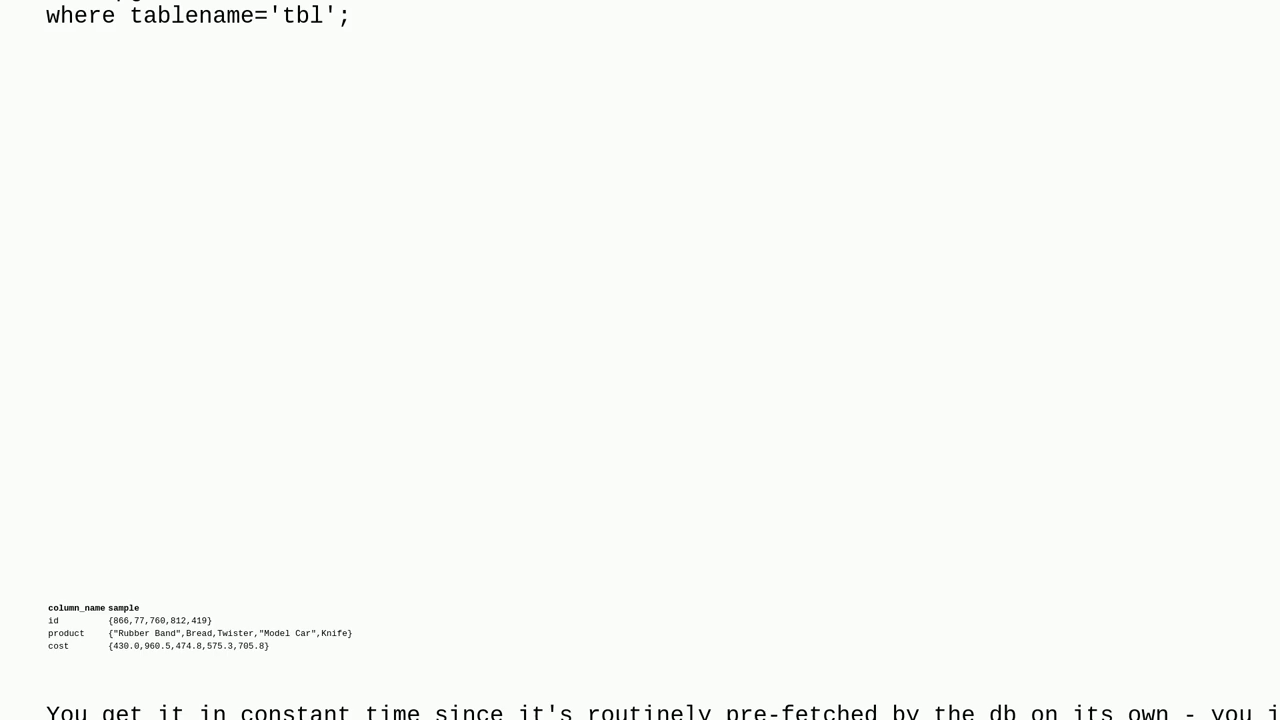 where tablename='tbl';
column_name sample
id {866,77,760,812,419}
product {"Rubber Band",Bread,Twister,"Model Car",Knife}
cost {430.0,960.5,474.8,575.3,705.8}
You get it in constant time since it's routinely pre-fetched by the db on its own - you